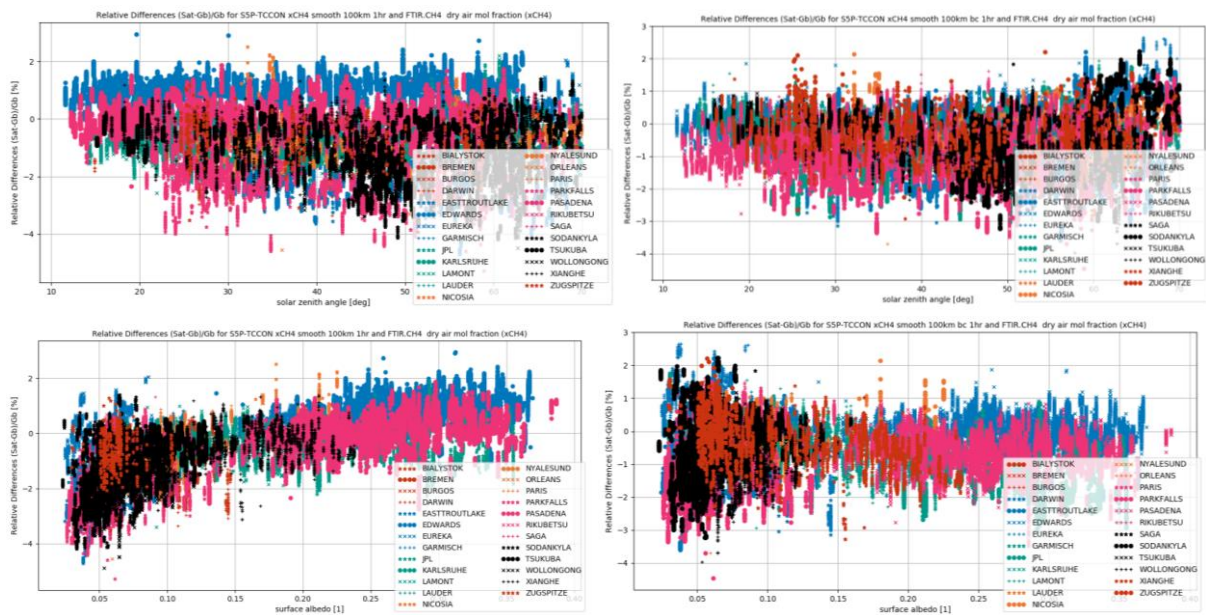 Relative Differences (Sat-Gb)/Gb for S5P-TCCON xCH4 smooth 100km 1hr and FTIR.CH4 dry air mol fraction (xCH4)
Relative Differences (Sat-Gb)/Gb [%]
2
0
−2
−4
BIALYSTOK
BREMEN
BURGOS
DARWIN
EASTTROUTLAKE
EDWARDS
EUREKA
GARMISCH
JPL
KARLSRUHE
LAMONT
LAUDER
NICOSIA
NYALESUND
ORLEANS
PARIS
PARKFALLS
PASADENA
RIKUBETSU
SAGA
SODANKYLA
TSUKUBA
WOLLONGONG
XIANGHE
ZUGSPITZE
20 30 40 50 70
solar zenith angle [deg]
Relative Differences (Sat-Gb)/Gb for S5P-TCCON xCH4 smooth 100km bc 1hr and FTIR.CH4 dry air mol fraction (xCH4)
Relative Differences (Sat-Gb)/Gb [%]
3
2
1
0
−1
−2
−3
−4
BIALYSTOK
BREMEN
BURGOS
DARWIN
EASTTROUTLAKE
EDWARDS
EUREKA
GARMISCH
JPL
KARLSRUHE
LAMONT
LAUDER
NICOSIA
NYALESUND
ORLEANS
PARIS
PARKFALLS
PASADENA
RIKUBETSU
SAGA
SODANKYLA
TSUKUBA
WOLLONGONG
XIANGHE
ZUGSPITZE
20 30 40 50 70
solar zenith angle [deg]
Relative Differences (Sat-Gb)/Gb for S5P-TCCON xCH4 smooth 100km 1hr and FTIR.CH4 dry air mol fraction (xCH4)
Relative Differences (Sat-Gb)/Gb [%]
2
0
−2
−4
BIALYSTOK
BREMEN
BURGOS
DARWIN
EASTTROUTLAKE
EDWARDS
EUREKA
GARMISCH
JPL
KARLSRUHE
LAMONT
LAUDER
NICOSIA
NYALESUND
ORLEANS
PARIS
PARKFALLS
PASADENA
RIKUBETSU
SAGA
SODANKYLA
TSUKUBA
WOLLONGONG
XIANGHE
ZUGSPITZE
0.05 0.10 0.15 0.20 0.25 0.40
surface albedo [1]
Relative Differences (Sat-Gb)/Gb for S5P-TCCON xCH4 smooth 100km bc 1hr and FTIR.CH4 dry air mol fraction (xCH4)
Relative Differences (Sat-Gb)/Gb [%]
3
2
1
0
−1
−2
−3
−4
BIALYSTOK
BREMEN
BURGOS
DARWIN
EASTTROUTLAKE
EDWARDS
EUREKA
GARMISCH
JPL
KARLSRUHE
LAMONT
LAUDER
NICOSIA
NYALESUND
ORLEANS
PARIS
PARKFALLS
PASADENA
RIKUBETSU
SAGA
SODANKYLA
TSUKUBA
WOLLONGONG
XIANGHE
ZUGSPITZE
0.05 0.10 0.15 0.20 0.25
surface albedo [1]